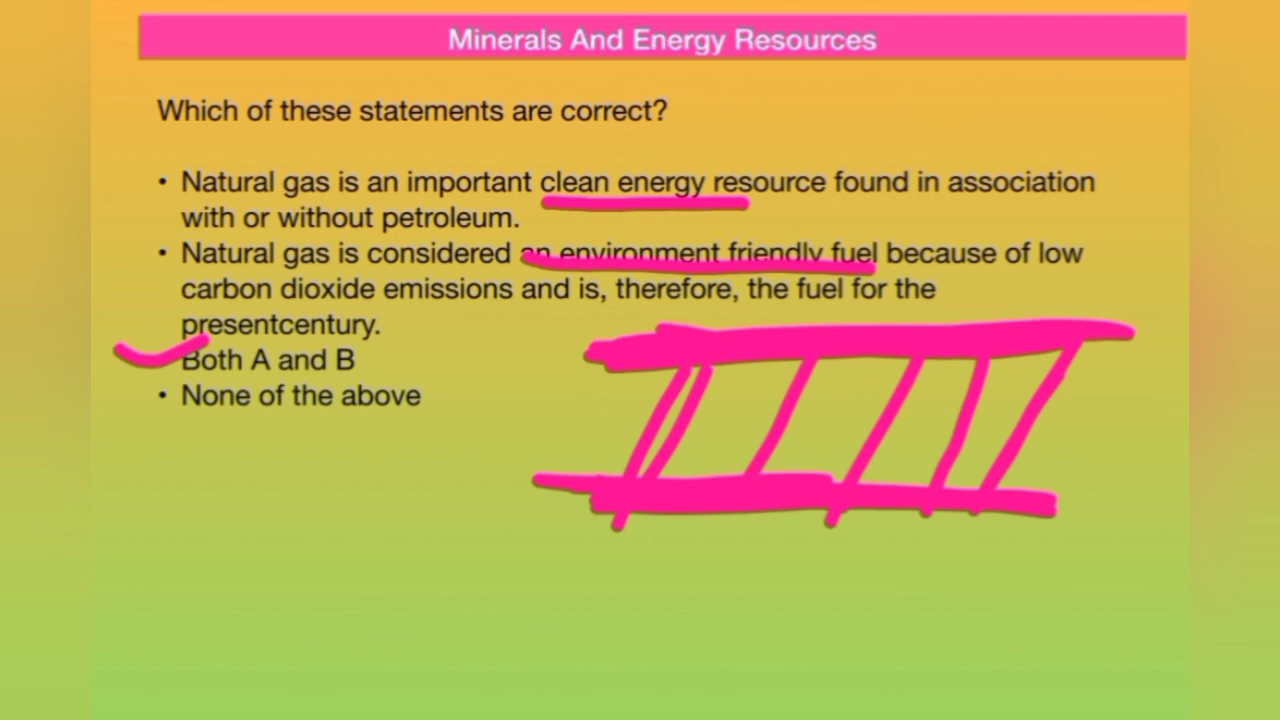 Minerals And Energy Resources
Which of these statements are correct?
• Natural gas is an important clean energy resource found in association
with or without petroleum.
• Natural gas is considered an environment friendly fuel because of low
carbon dioxide emissions and is, therefore, the fuel for the
presentcentury.
Both A and B
• None of the above